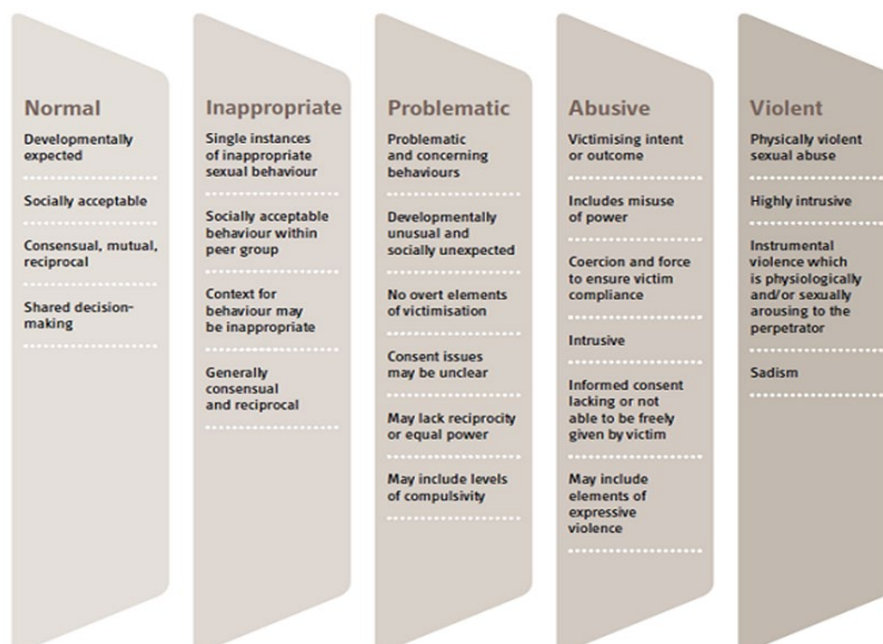 Normal
Developmentally
expected
Socially acceptable
Consensual, mutual,
reciprocal
Shared decision-
making
Inappropriate
Single instances
of inappropriate
sexual behaviour
Socially acceptable
behaviour within
peer group
Context for
behaviour may
be inappropriate
Generally
consensual
and reciprocal
Problematic
Problematic
and concerning
behaviours
Developmentally
unusual and
socially unexpected
No overt elements
of victimisation
Consent issues
may be unclear
May lack reciprocity
or equal power
May include levels
of compulsivity
Abusive
Victimising intent
or outcome
Includes misuse
of power
Coercion and force
to ensure victim
compliance
Intrusive
Informed consent
lacking or not
able to be freely
given by victim
May include
elements of
expressive
violence
Violent
Physically violent
sexual abuse
Highly intrusive
Instrumental
violence which
is physiologically
and/or sexually
arousing to the
perpetrator
Sadism